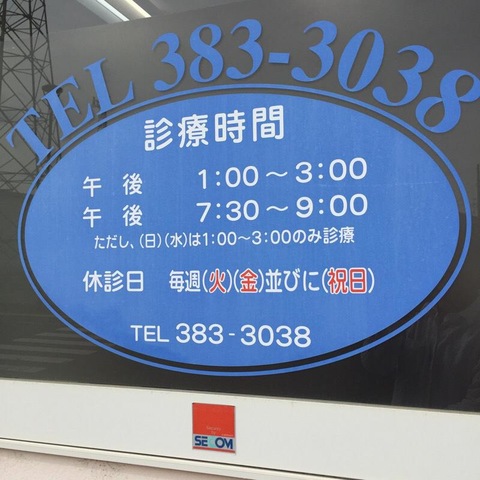 TEL 383-3038
診療時間
午後 1:00～3:00
午後 7:30～9:00
ただし、(日)(水)は1:00～3:00のみ診療
休診日 毎週(火)(金)並びに(祝日)
TEL 383-3038
SECOM